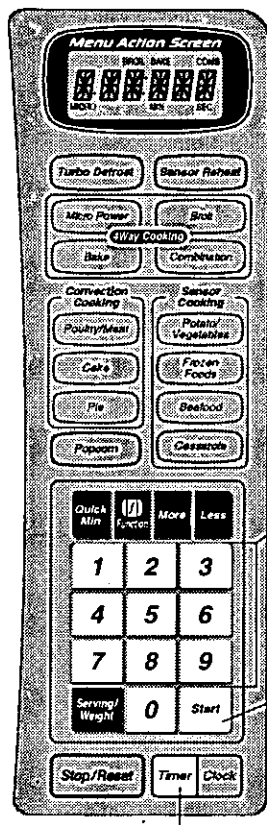 Menu Action Screen
BROIL BAKE COMB
MICRO MIN SEC
Turbo Defrost Sensor Reheat
Micro Power Broil
4Way Cooking
Bake Combination
Convection Cooking Sensor Cooking
Poultry/Meat Potato/Vegetables
Cake Frozen Foods
Pie Seafood
Popcorn Casserole
Quick Min Function More Less
1 2 3
4 5 6
7 8 9
Serving/Weight 0 Start
Stop/Reset Timer Clock